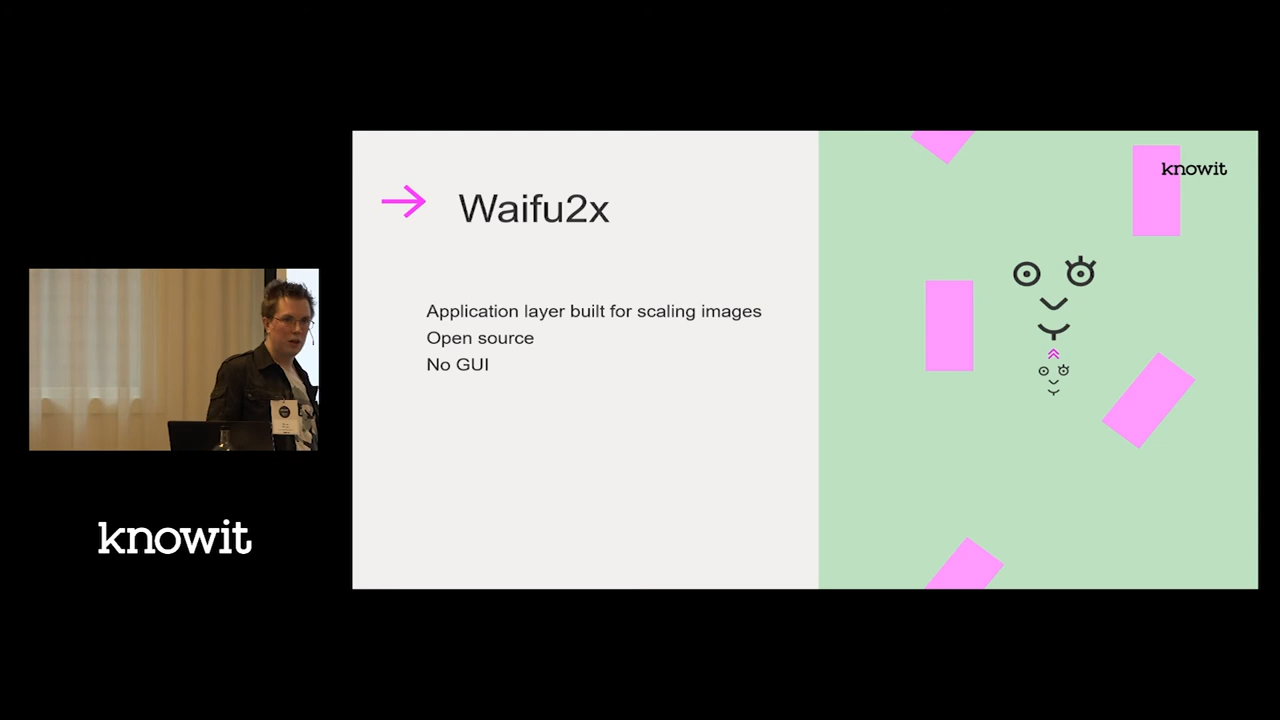 knowit
Waifu2x
Application layer built for scaling images
Open source
No GUI
knowit